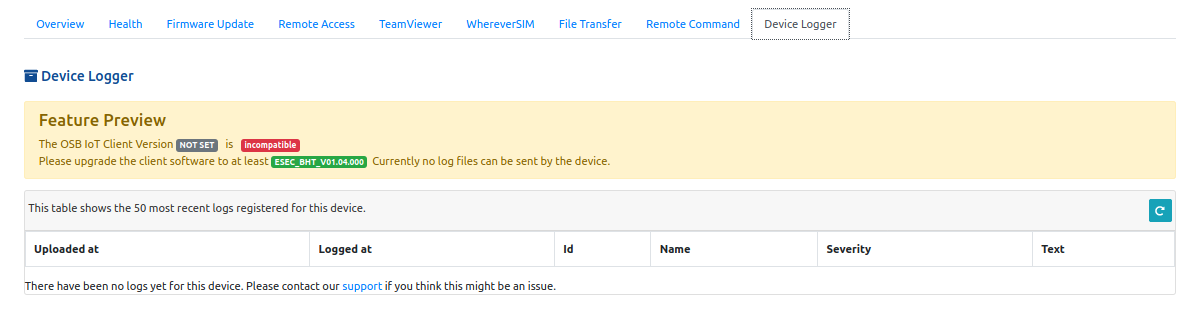 Overview Health Firmware Update Remote Access TeamViewer WhereverSIM File Transfer Remote Command Device Logger
Device Logger
Feature Preview
The OSB IoT Client Version NOT SET is incompatible
Please upgrade the client software to at least ESEC_BHT_V01.04.000 Currently no log files can be sent by the device.
This table shows the 50 most recent logs registered for this device.
Uploaded at Logged at Id Name Severity Text
There have been no logs yet for this device. Please contact our support if you think this might be an issue.